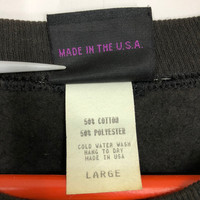 MADE IN THE U.S.A.
50% COTTON
50% POLYESTER
COLD WATER WASH
HANG TO DRY
MADE IN USA
LARGE